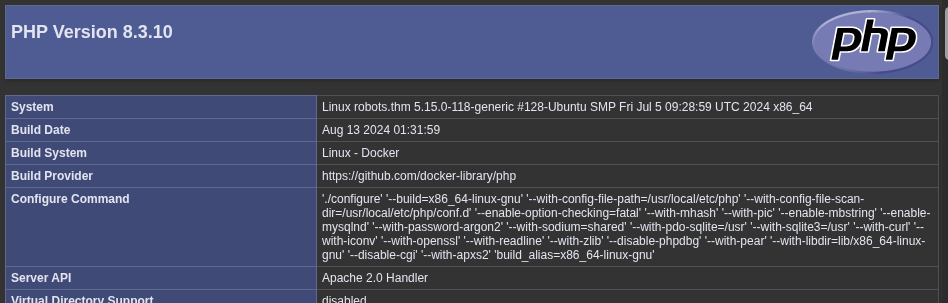 PHP Version 8.3.10
php
System Linux robots.thm 5.15.0-118-generic #128-Ubuntu SMP Fri Jul 5 09:28:59 UTC 2024 x86_64
Build Date Aug 13 2024 01:31:59
Build System Linux - Docker
Build Provider https://github.com/docker-library/php
Configure Command './configure' '--build=x86_64-linux-gnu' '--with-config-file-path=/usr/local/etc/php' '--with-config-file-scan-
dir=/usr/local/etc/php/conf.d' '--enable-option-checking=fatal' '--with-mhash' '--with-pic' '--enable-mbstring' '--enable-
mysqlnd' '--with-password-argon2' '--with-sodium=shared' '--with-pdo-sqlite=/usr' '--with-sqlite3=/usr' '--with-curl' '--
with-iconv' '--with-openssl' '--with-readline' '--with-zlib' '--disable-phpdbg' '--with-pear' '--with-libdir=lib/x86_64-linux-
gnu' '--disable-cgi' '--with-apxs2' 'build_alias=x86_64-linux-gnu'
Server API Apache 2.0 Handler
Virtual Directory Support disabled